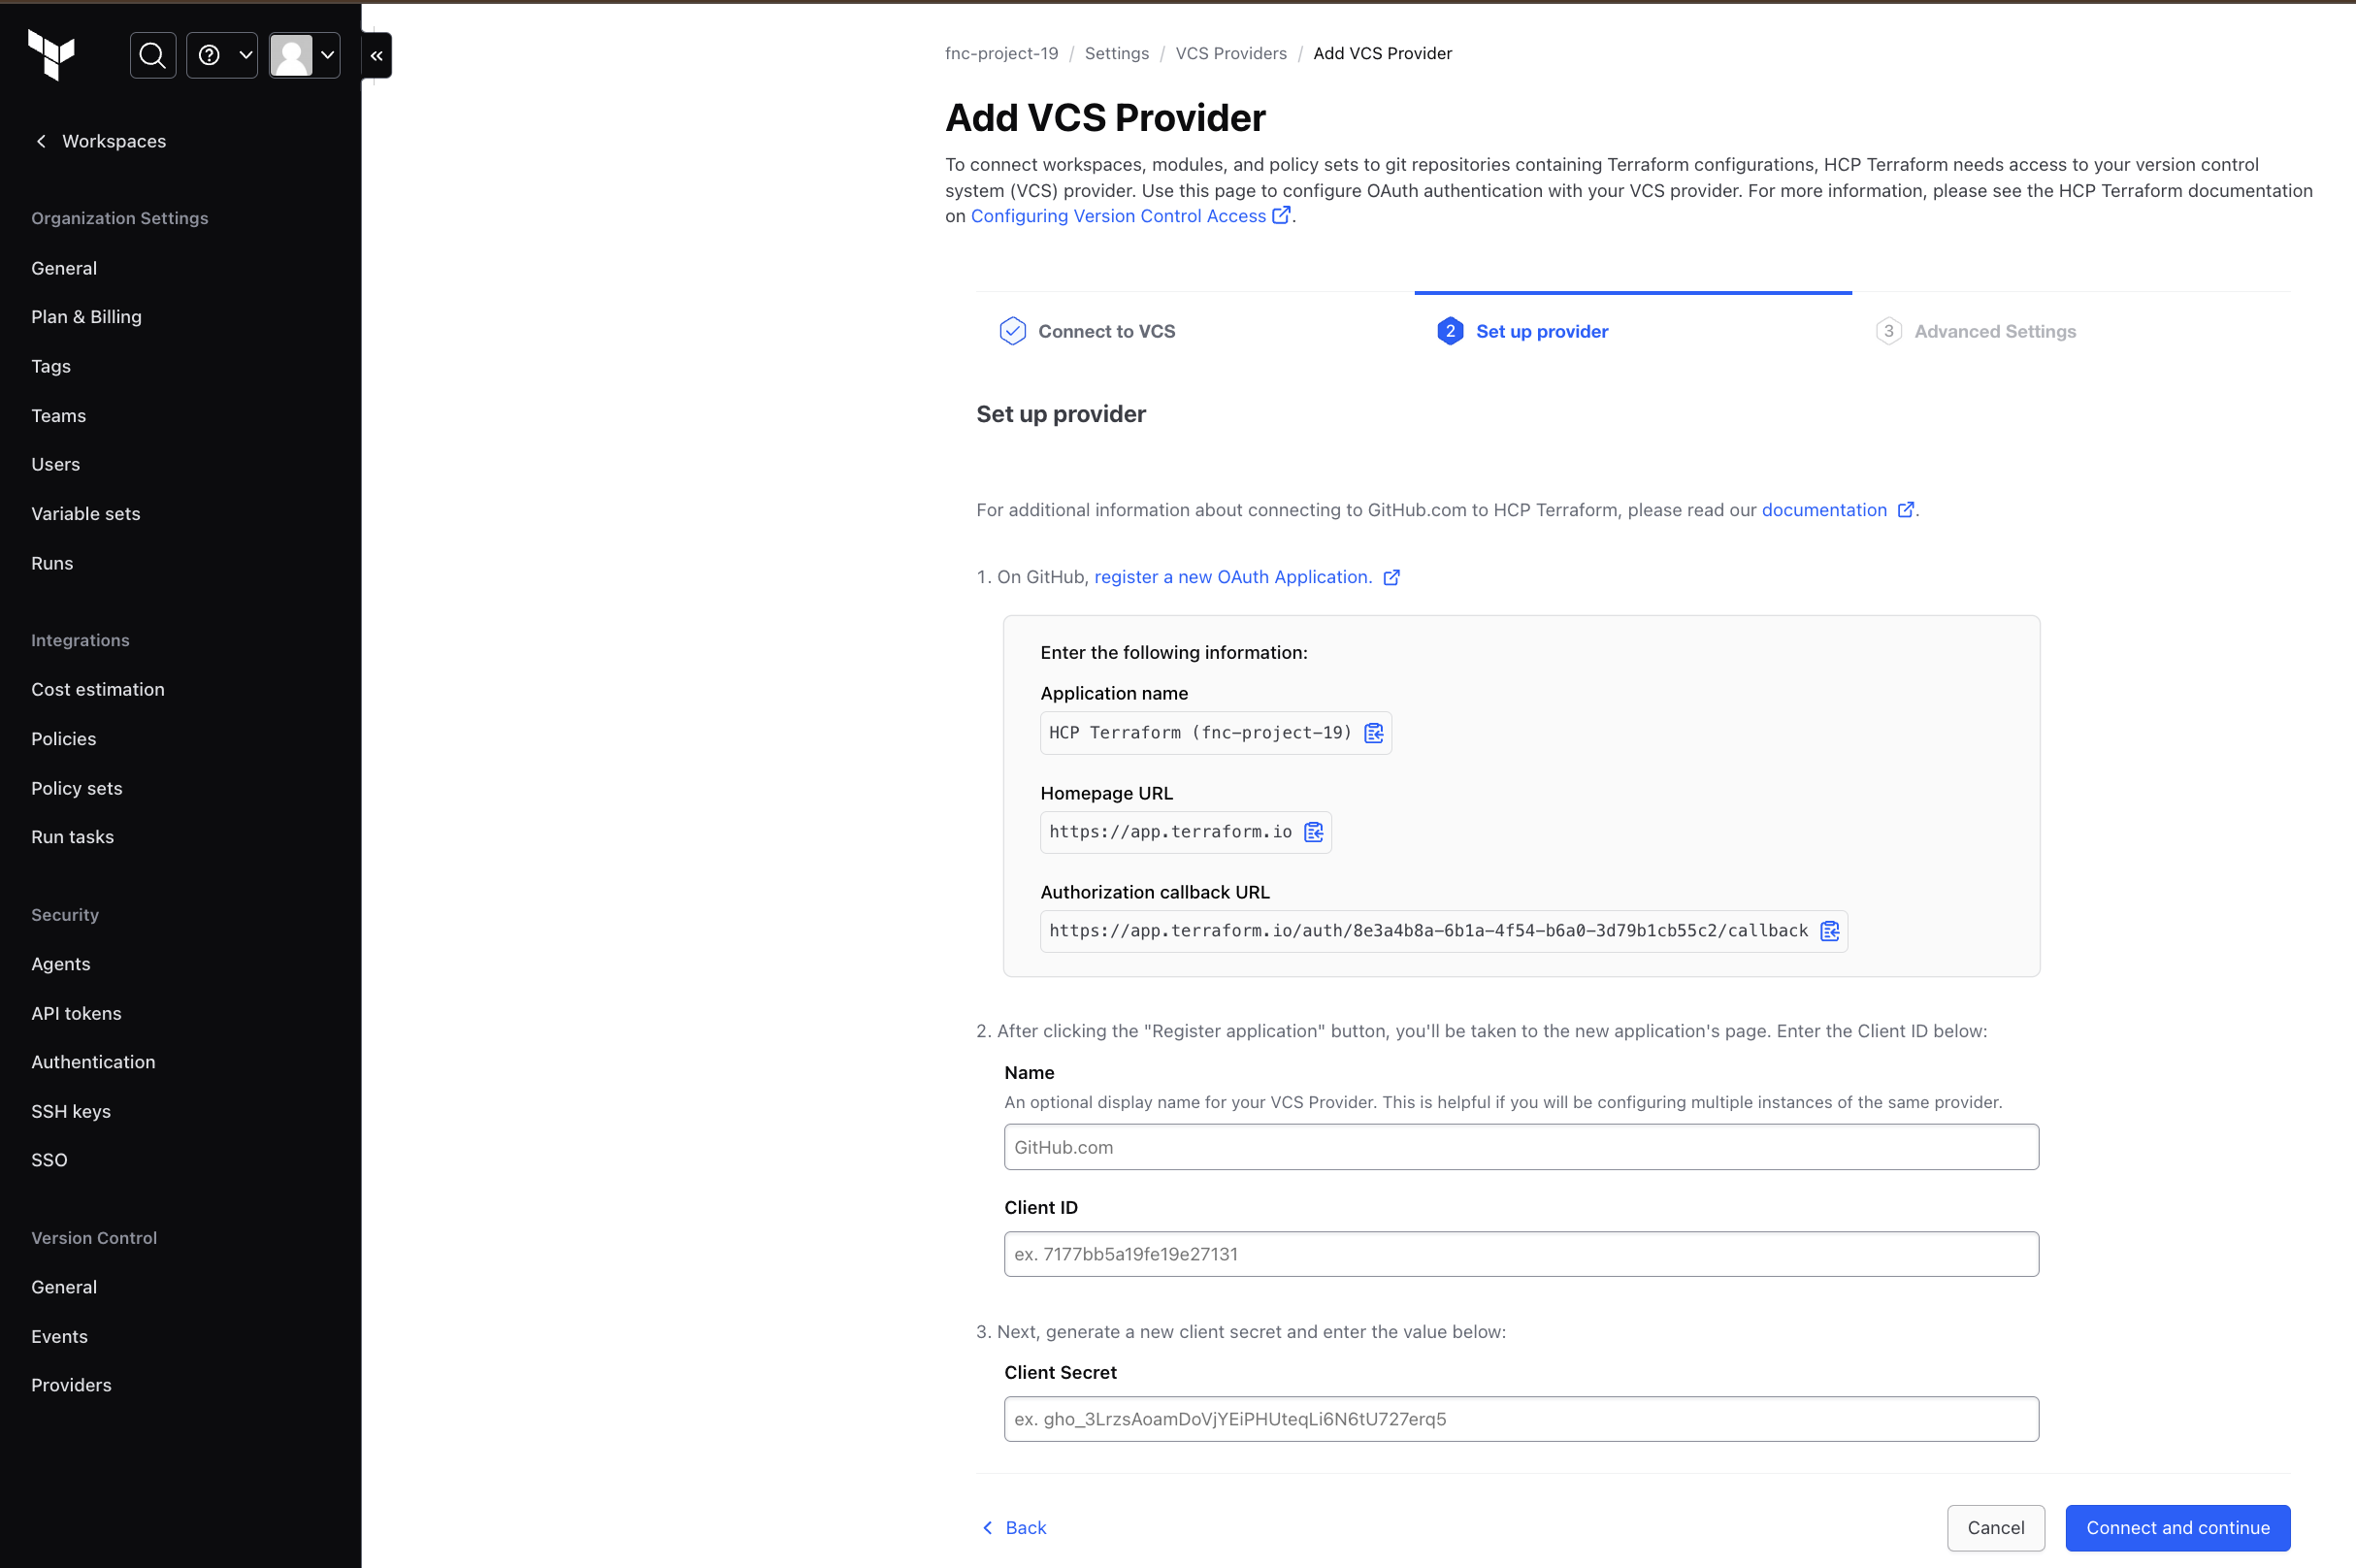 Workspaces
Organization Settings
General
Plan & Billing
Tags
Teams
Users
Variable sets
Runs
Integrations
Cost estimation
Policies
Policy sets
Run tasks
Security
Agents
API tokens
Authentication
SSH keys
SSO
Version Control
General
Events
Providers
fnc-project-19 / Settings / VCS Providers / Add VCS Provider
Add VCS Provider
To connect workspaces, modules, and policy sets to git repositories containing Terraform configurations, HCP Terraform needs access to your version control
system (VCS) provider. Use this page to configure OAuth authentication with your VCS provider. For more information, please see the HCP Terraform documentation
on Configuring Version Control Access.
Connect to VCS
2 Set up provider
3 Advanced Settings
Set up provider
For additional information about connecting to GitHub.com to HCP Terraform, please read our documentation.
1. On GitHub, register a new OAuth Application.
Enter the following information:
Application name
HCP Terraform (fnc-project-19)
Homepage URL
https://app.terraform.io
Authorization callback URL
https://app.terraform.io/auth/8e3a4b8a-6b1a-4f54-b6a0-3d79b1cb55c2/callback
2. After clicking the "Register application" button, you'll be taken to the new application's page. Enter the Client ID below:
Name
An optional display name for your VCS Provider. This is helpful if you will be configuring multiple instances of the same provider.
GitHub.com
Client ID
ex. 7177bb5a19fe19e27131
3. Next, generate a new client secret and enter the value below:
Client Secret
ex. gho_3LrzsAoamDoVjYEiPHUteqLi6N6tU727erq5
Back
Cancel
Connect and continue